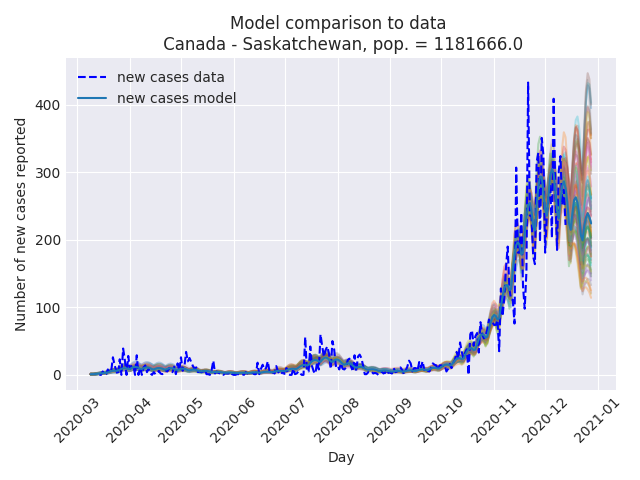 Model comparison to data
Canada - Saskatchewan, pop. = 1181666.0
new cases data
new cases model
Number of new cases reported
400
300
200
100
0
2020-03
2020-04
2020-05
2020-06
2020-07
2020-08
2020-09
2020-10
2020-11
2020-12
2021-01
Day